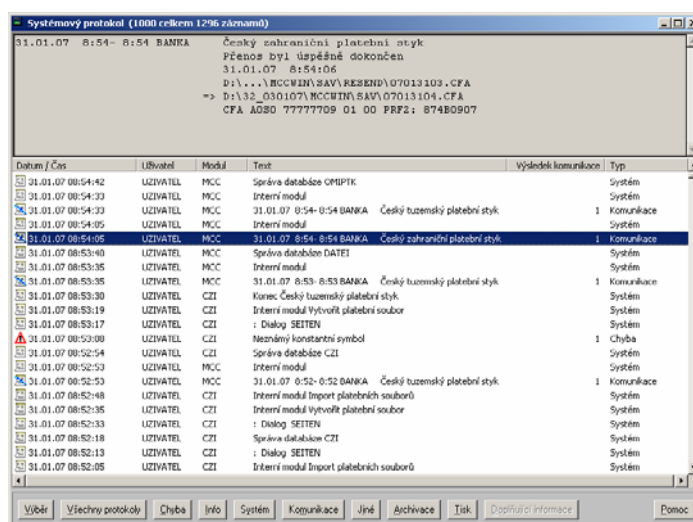 Systémový protokol (1000 celkem 1296 záznamů)
31.01.07 8:54- 8:54 BANKA Český zahraniční platební styk
Přenos byl úspěšně dokončen
31.01.07 8:54:06
D:\...\MCCWIN\SAV\RESEND\07013103.CFA
=> D:\32_030107\MCCWIN\SAV\07013104.CFA
CFA A0S0 77777709 01 00 PRF2: 874B0907
Datum / Čas Uživatel Modul Text Výsledek komunikace Typ
31.01.07 08:54:42 UZIVATEL MCC Správa databáze OMIPTK Systém
31.01.07 08:54:33 UZIVATEL MCC Interní modul Systém
31.01.07 08:54:33 UZIVATEL MCC 31.01.07 8:54- 8:54 BANKA Český tuzemský platební styk 1 Komunikace
31.01.07 08:54:05 UZIVATEL MCC Interní modul Systém
31.01.07 08:54:05 UZIVATEL MCC 31.01.07 8:54- 8:54 BANKA Český zahraniční platební styk 1 Komunikace
31.01.07 08:53:40 UZIVATEL MCC Správa databáze DATEI Systém
31.01.07 08:53:35 UZIVATEL MCC Interní modul Systém
31.01.07 08:53:35 UZIVATEL MCC 31.01.07 8:53- 8:53 BANKA Český tuzemský platební styk 1 Komunikace
31.01.07 08:53:30 UZIVATEL CZI Konec Český tuzemský platební styk Systém
31.01.07 08:53:19 UZIVATEL CZI Interní modul Vytvořit platební soubor Systém
31.01.07 08:53:17 UZIVATEL CZI : Dialog SEITEN Systém
31.01.07 08:53:08 UZIVATEL CZI Neznámý konstantní symbol 1 Chyba
31.01.07 08:52:54 UZIVATEL CZI Správa databáze CZI Systém
31.01.07 08:52:53 UZIVATEL MCC Interní modul Systém
31.01.07 08:52:53 UZIVATEL MCC 31.01.07 8:52- 8:52 BANKA Český tuzemský platební styk 1 Komunikace
31.01.07 08:52:48 UZIVATEL CZI Interní modul Import platebních souborů Systém
31.01.07 08:52:35 UZIVATEL CZI Interní modul Vytvořit platební soubor Systém
31.01.07 08:52:33 UZIVATEL CZI : Dialog SEITEN Systém
31.01.07 08:52:18 UZIVATEL CZI Správa databáze CZI Systém
31.01.07 08:52:13 UZIVATEL CZI : Dialog SEITEN Systém
31.01.07 08:52:05 UZIVATEL CZI Interní modul Import platebních souborů Systém
Výběr Všechny protokoly Chyba Info Systém Komunikace Jiné Archivace Tisk Doplňující informace Pomoc